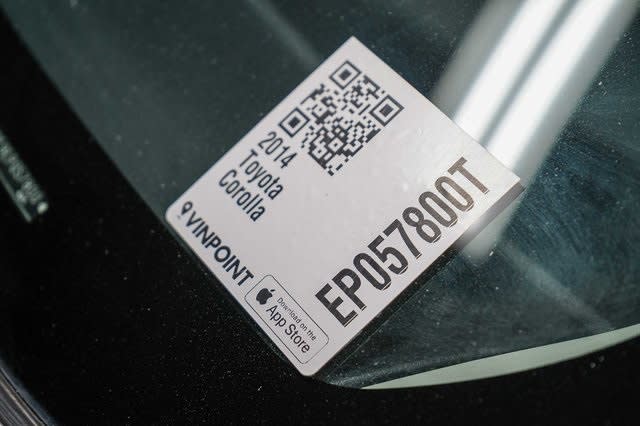 2014
Toyota
Corolla
VINPOINT
Download on the
App Store
EP057800T